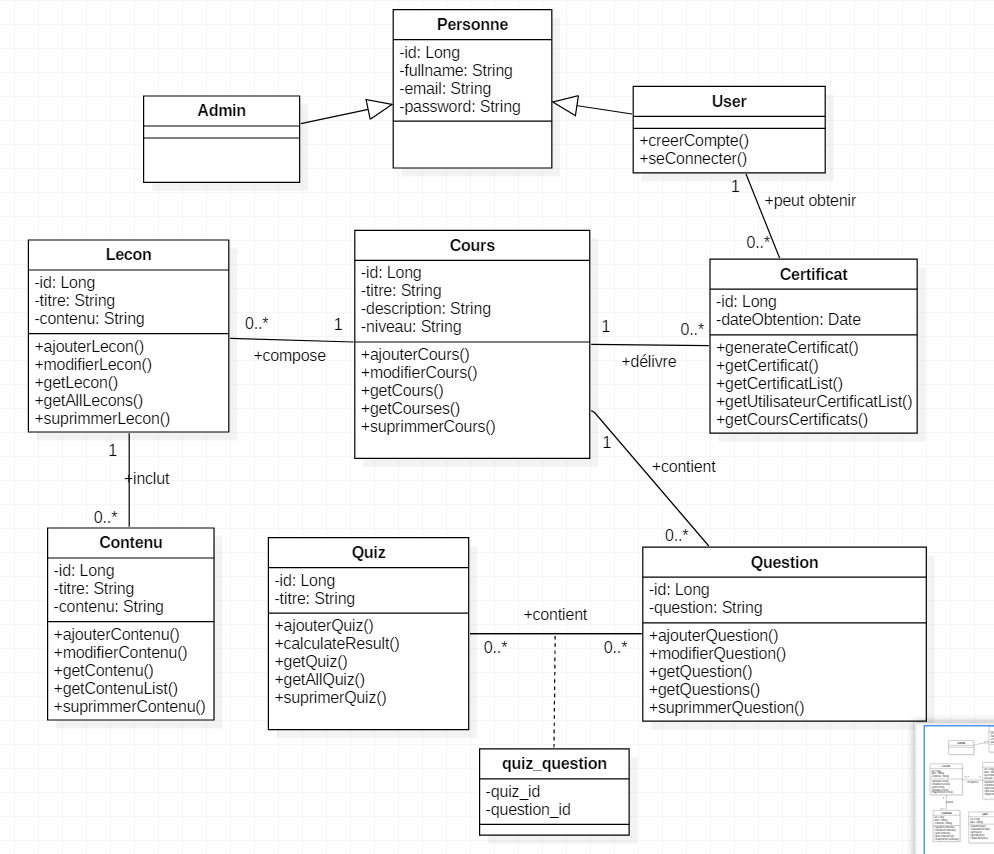 Personne
-id: Long
-fullname: String
-email: String
-password: String
Admin
User
+creerCompte()
+seConnecter()
1
+peut obtenir
0..*
Lecon
-id: Long
-titre: String
-contenu: String
+ajouterLecon()
+modifierLecon()
+getLecon()
+getAllLecons()
+suprimmerLecon()
0..*
1
+compose
Cours
-id: Long
-titre: String
-description: String
-niveau: String
+ajouterCours()
+modifierCours()
+getCours()
+getCourses()
+suprimmerCours()
1
0..*
+délivre
Certificat
-id: Long
-dateObtention: Date
+generateCertificat()
+getCertificat()
+getCertificatList()
+getUtilisateurCertificatList()
+getCoursCertificats()
1
+inclut
0..*
1
+contient
0..*
Contenu
-id: Long
-titre: String
-contenu: String
+ajouterContenu()
+modifierContenu()
+getContenu()
+getContenuList()
+suprimmerContenu()
Quiz
-id: Long
-titre: String
+ajouterQuiz()
+calculateResult()
+getQuiz()
+getAllQuiz()
+suprimerQuiz()
+contient
0..*
0..*
Question
-id: Long
-question: String
+ajouterQuestion()
+modifierQuestion()
+getQuestion()
+getQuestions()
+suprimmerQuestion()
quiz_question
-quiz_id
-question_id